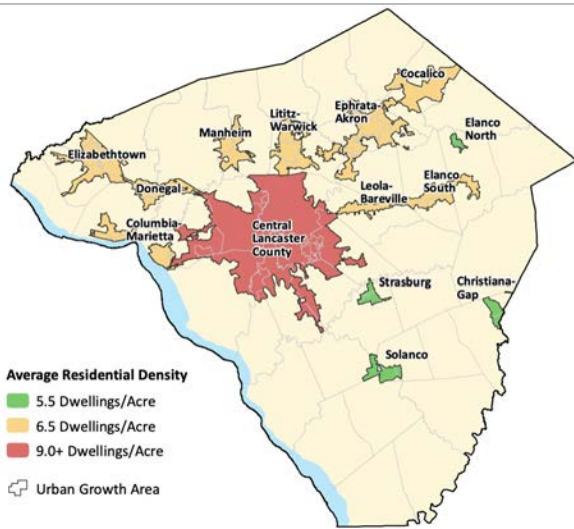 Cocalico
Ephrata-
Akron
Lititz-
Warwick
Manheim
Elanco
North
Elizabethtown
Donegal
Leola-
Bareville
Elanco
South
Columbia-
Marietta
Central
Lancaster
County
Strasburg
Christiana-
Gap
Solanco
Average Residential Density
5.5 Dwellings/Acre
6.5 Dwellings/Acre
9.0+ Dwellings/Acre
Urban Growth Area